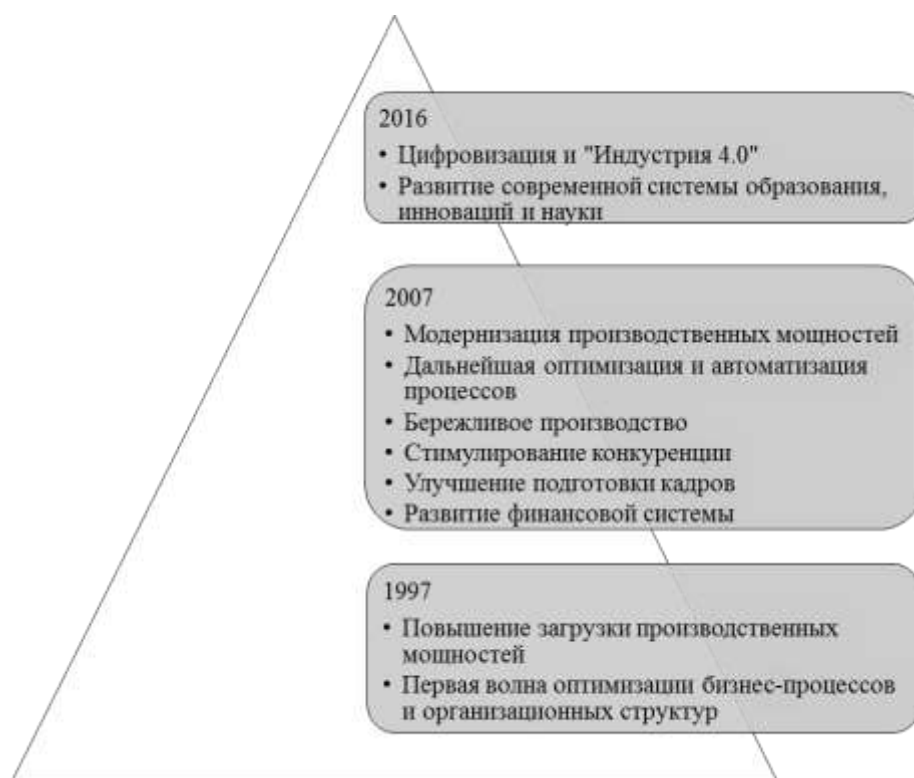 2016
• Цифровизация и "Индустрия 4.0"
• Развитие современной системы образования,
инноваций и науки
2007
• Модернизация производственных мощностей
• Дальнейшая оптимизация и автоматизация
процессов
• Бережливое производство
• Стимулирование конкуренции
• Улучшение подготовки кадров
• Развитие финансовой системы
1997
• Повышение загрузки производственных
мощностей
• Первая волна оптимизации бизнес-процессов
и организационных структур